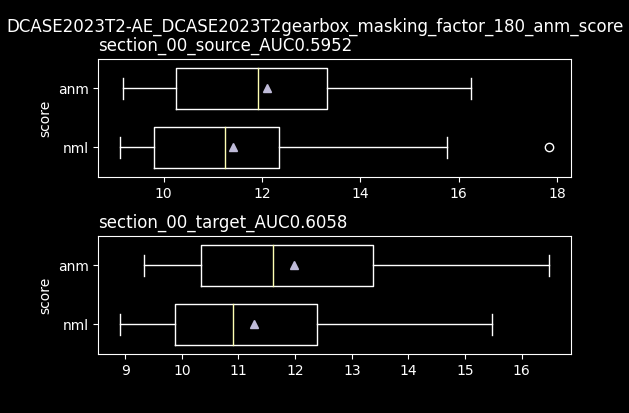 DCASE2023T2-AE_DCASE2023T2gearbox_masking_factor_180_anm_score
section_00_source_AUC0.5952
anm
nml
score
10 12 14 16 18
section_00_target_AUC0.6058
anm
nml
score
9 10 11 12 13 14 15 16